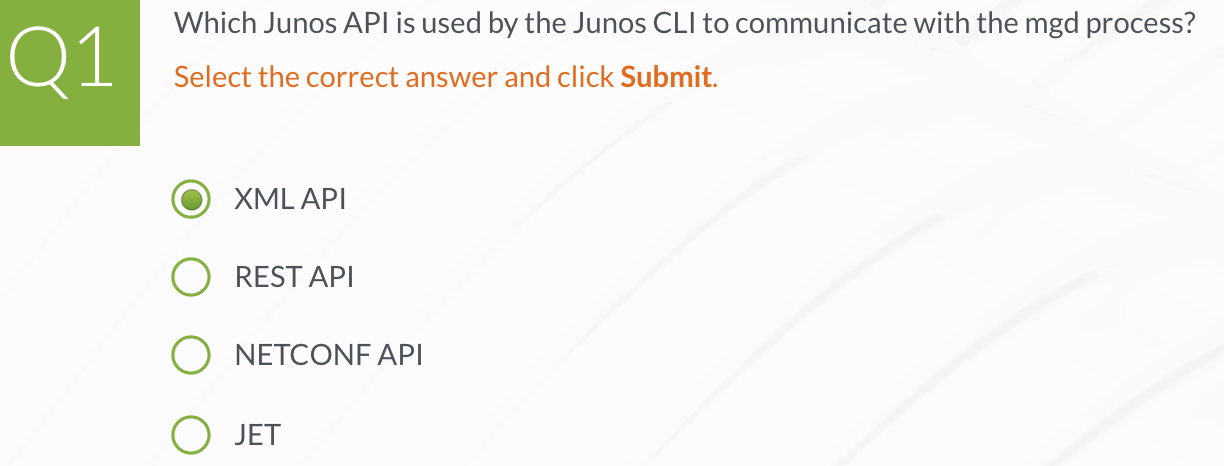 Q1
Which Junos API is used by the Junos CLI to communicate with the mgd process?
Select the correct answer and click Submit.
XML API
REST API
NETCONF API
JET